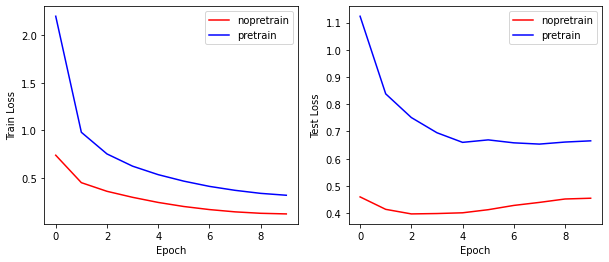 nopretrain
pretrain
Train Loss
2.0
1.5
1.0
0.5
0 2 4 6 8
Epoch
nopretrain
pretrain
Test Loss
1.1
1.0
0.9
0.8
0.7
0.6
0.5
0.4
0 2 4 6 8
Epoch